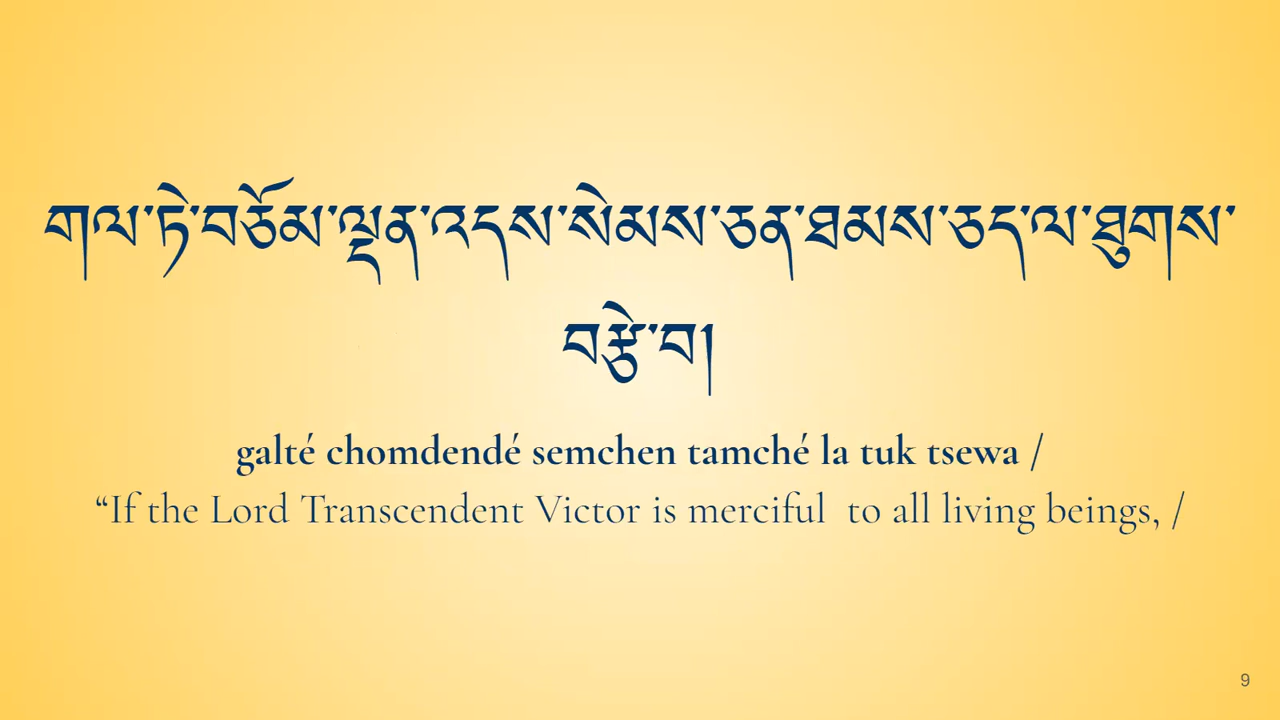 གལ་ཏེ་བཅོམ་ལྡན་འདས་སེམས་ཅན་ཐམས་ཅད་ལ་ཐུགས་
བརྩེ་བ།
galté chomdendé semchen tamché la tuk tsewa /
“If the Lord Transcendent Victor is merciful  to all living beings, /
9